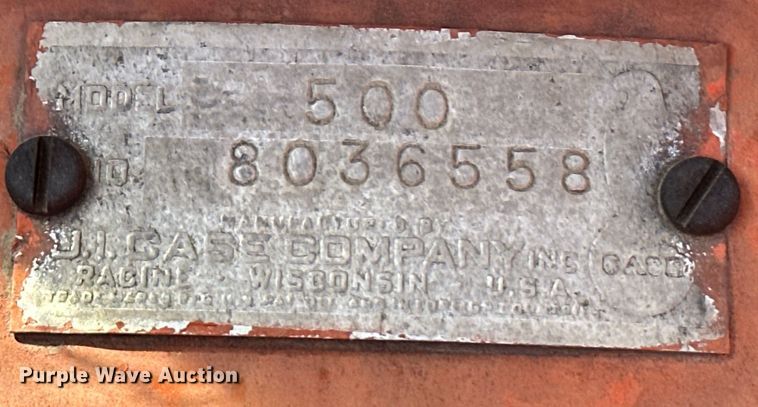 MODEL 500
NO. 8036558
MANUFACTURED BY
J.I. CASE COMPANY INC
CASE
RACINE WISCONSIN U.S.A.
Purple Wave Auction